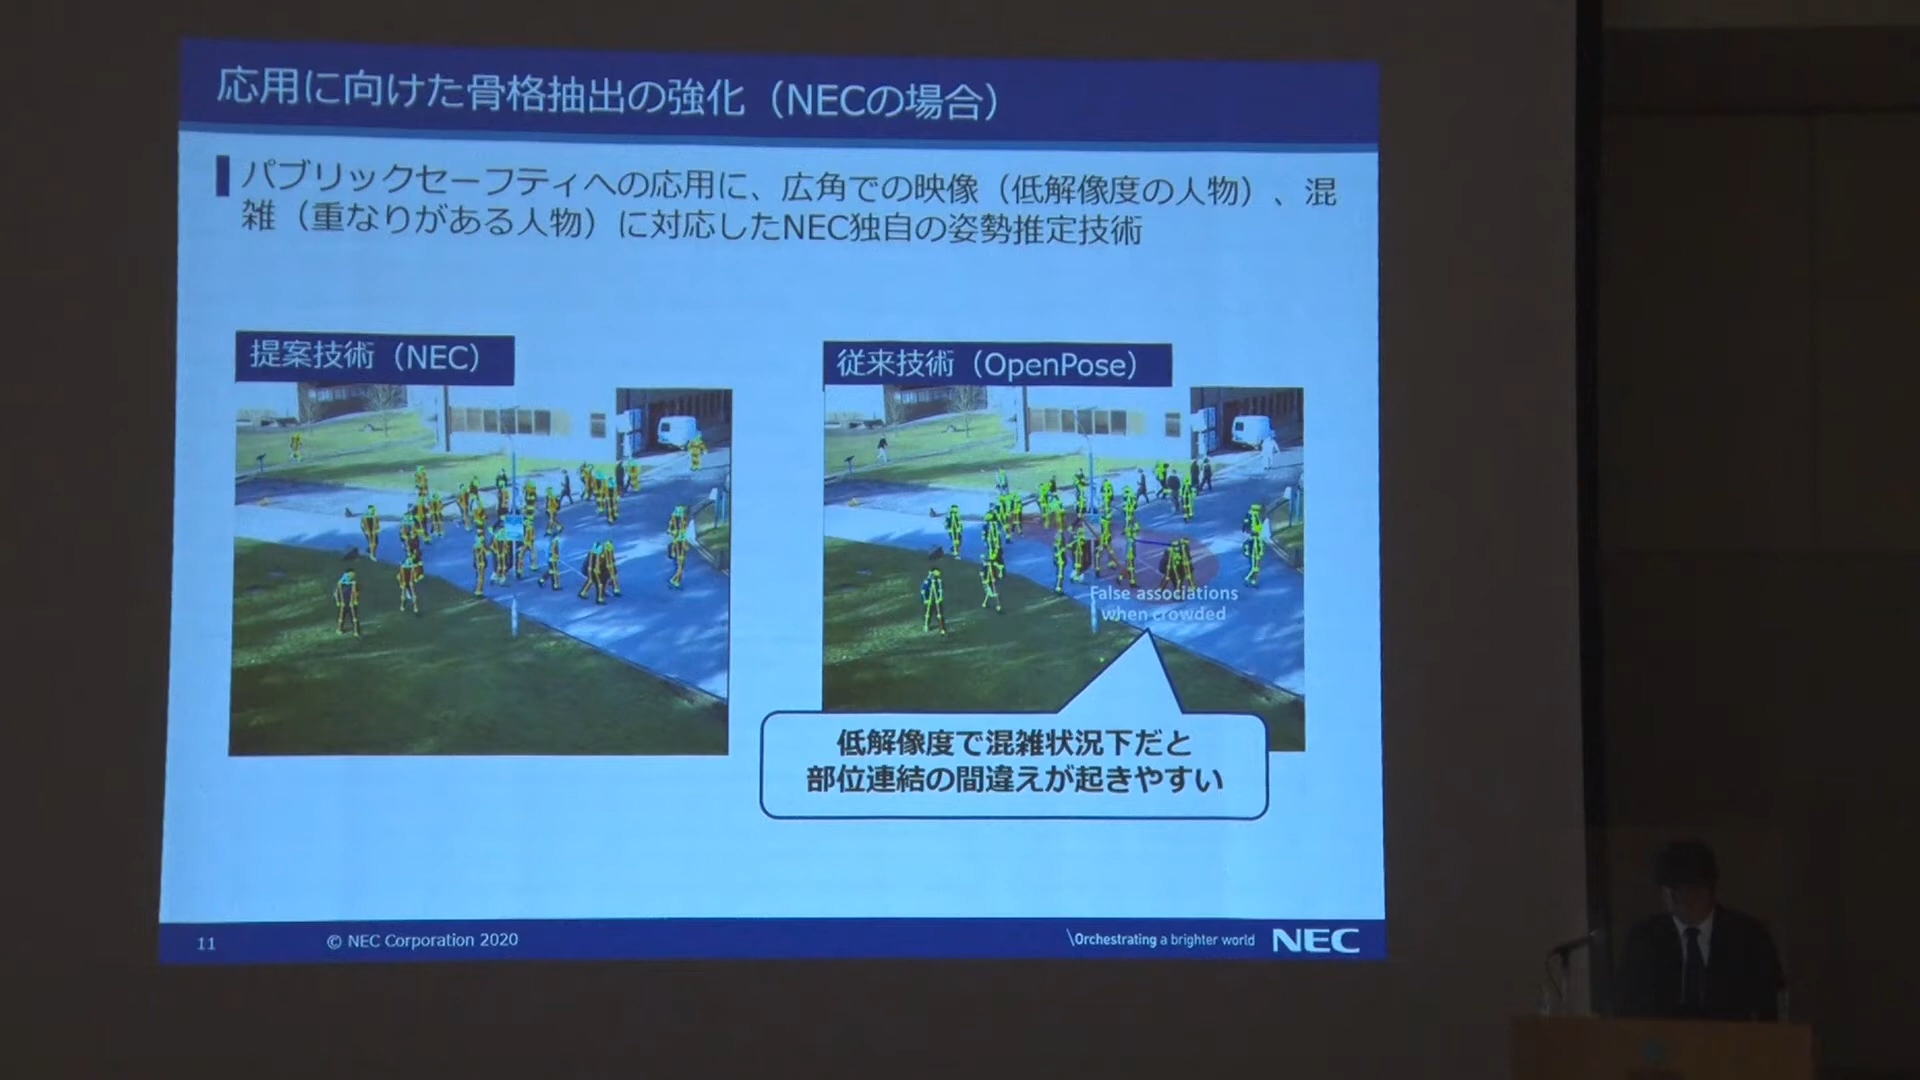 応用に向けた骨格抽出の強化（NECの場合）
パブリックセーフティへの応用に、広角での映像（低解像度の人物）、混
雑（重なりがある人物）に対応したNEC独自の姿勢推定技術
提案技術（NEC）
従来技術（OpenPose）
False associations
when crowded
低解像度で混雑状況下だと
部位連結の間違えが起きやすい
11
© NEC Corporation 2020
\Orchestrating a brighter world
NEC